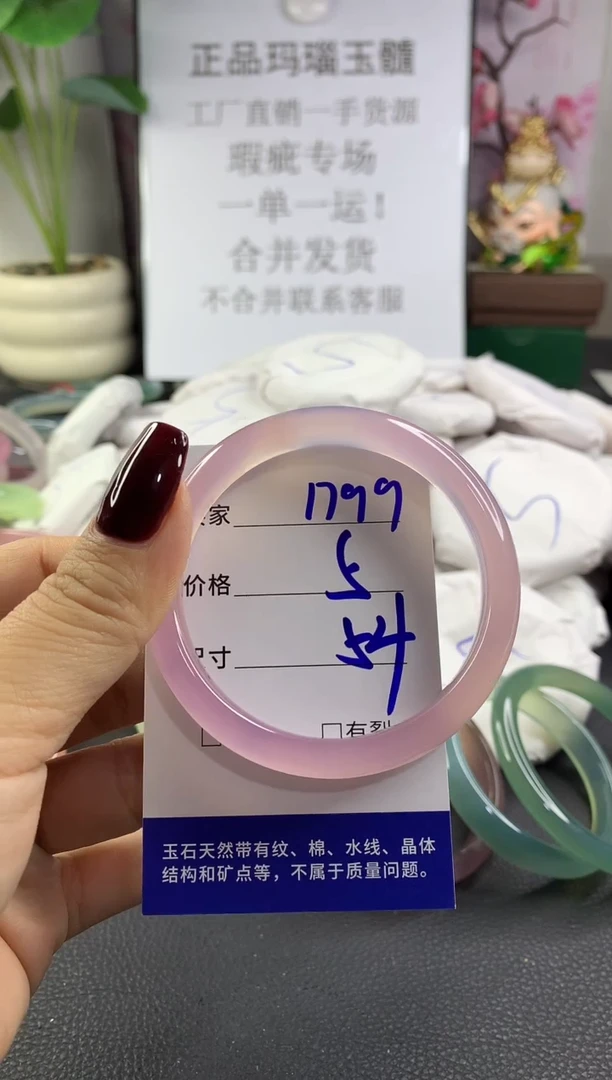 正品玛瑙玉髓
工厂直销一手货源
瑕疵专场
一单一运！
合并发货
不合并联系客服
家 1799
价格 5
尺寸 54
□ □有裂
玉石天然带有纹、棉、水线、晶体
结构和矿点等，不属于质量问题。